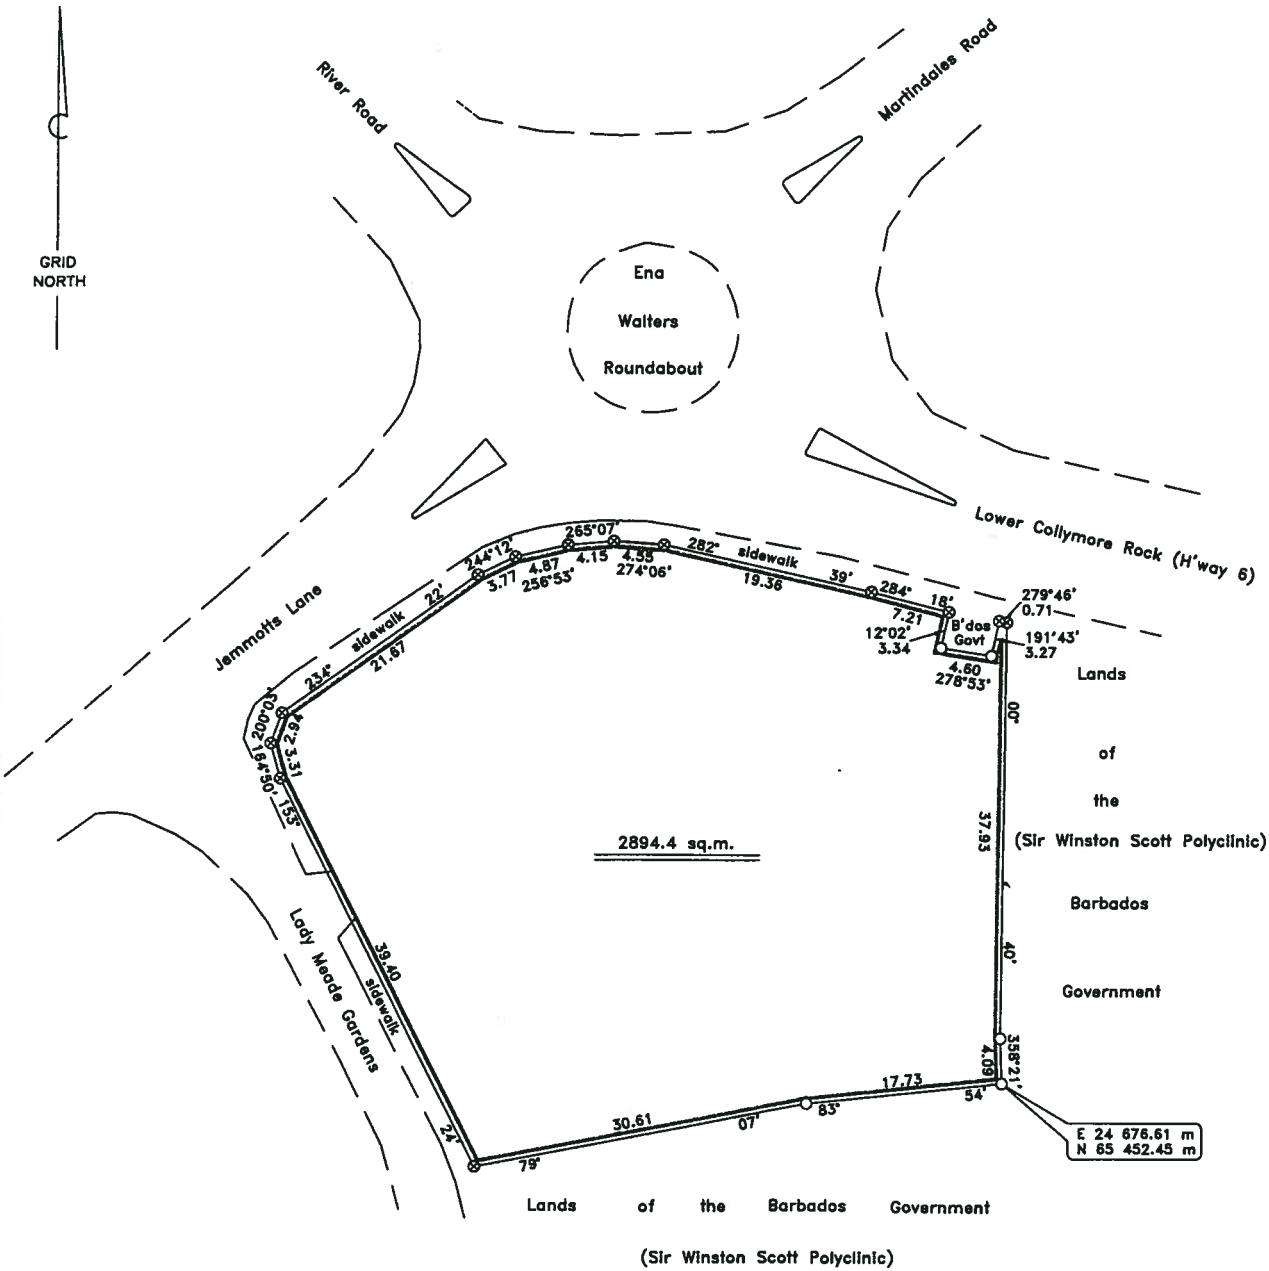 River Road
Martindales Road
GRID
NORTH
Ena
Walters
Roundabout
Lower Collymore Rock (H'way 6)
Jemmotts Lane
sidewalk
234° 22'
21.67
244°12'
3.77
4.87
256°53'
265°07'
4.15
4.55
274°06'
282° 39'
sidewalk
19.36
284° 18'
7.21
279°46'
0.71
B'dos
Govt
12°02'
3.34
191°43'
3.27
4.60
278°53'
200°03'
2.94
3.31
164°50'
153° 24'
39.40
sidewalk
Lady Meade Gardens
2894.4 sq.m.
00° 40'
37.93
Lands
of
the
(Sir Winston Scott Polyclinic)
Barbados
Government
358°21'
4.09
17.73
83° 54'
30.61
79° 07'
E 24 676.61 m
N 65 452.45 m
Lands of the Barbados Government
(Sir Winston Scott Polyclinic)